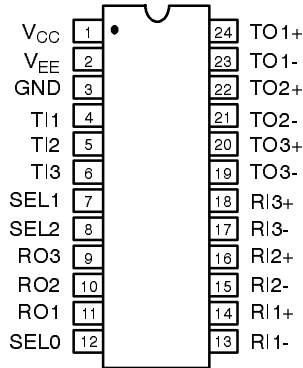 VCC 1 24 TO1+
VEE 2 23 TO1-
GND 3 22 TO2+
TI1 4 21 TO2-
TI2 5 20 TO3+
TI3 6 19 TO3-
SEL1 7 18 RI3+
SEL2 8 17 RI3-
RO3 9 16 RI2+
RO2 10 15 RI2-
RO1 11 14 RI1+
SEL0 12 13 RI1-